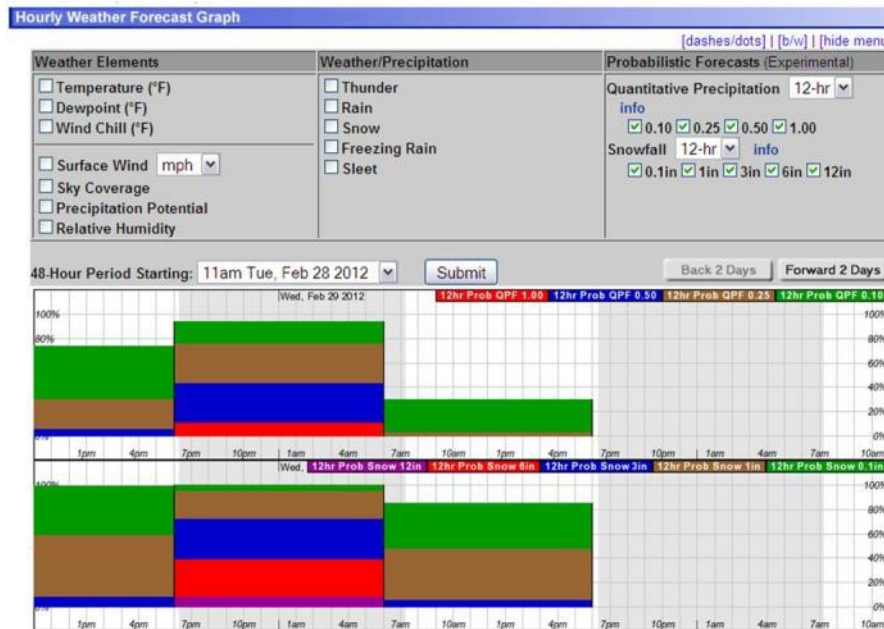 Hourly Weather Forecast Graph
[dashes/dots] | [b/w] | [hide menu
Weather Elements
Temperature (°F)
Dewpoint (°F)
Wind Chill (°F)
Surface Wind mph
Sky Coverage
Precipitation Potential
Relative Humidity
Weather/Precipitation
Thunder
Rain
Snow
Freezing Rain
Sleet
Probabilistic Forecasts (Experimental)
Quantitative Precipitation 12-hr
info
0.10 0.25 0.50 1.00
Snowfall 12-hr info
0.1in 1in 3in 6in 12in
48-Hour Period Starting: 11am Tue, Feb 28 2012 Submit Back 2 Days Forward 2 Days
Wed, Feb 29 2012 12hr Prob QPF 1.00 12hr Prob QPF 0.50 12hr Prob QPF 0.25 12hr Prob QPF 0.10
100% 100%
80% 80%
60%
40%
20%
0% 0%
1pm 4pm 7pm 10pm 1am 4am 7am 10am 1pm 4pm 7pm 10pm 1am 4am 7am 10am
Wed, 12hr Prob Snow 12in 12hr Prob Snow 6in 12hr Prob Snow 3in 12hr Prob Snow 1in 12hr Prob Snow 0.1in
100% 100%
80%
60%
40%
20%
0% 0%
1pm 4pm 7pm 10pm 1am 4am 7am 10am 1pm 4pm 7pm 10pm 1am 4am 7am 10am